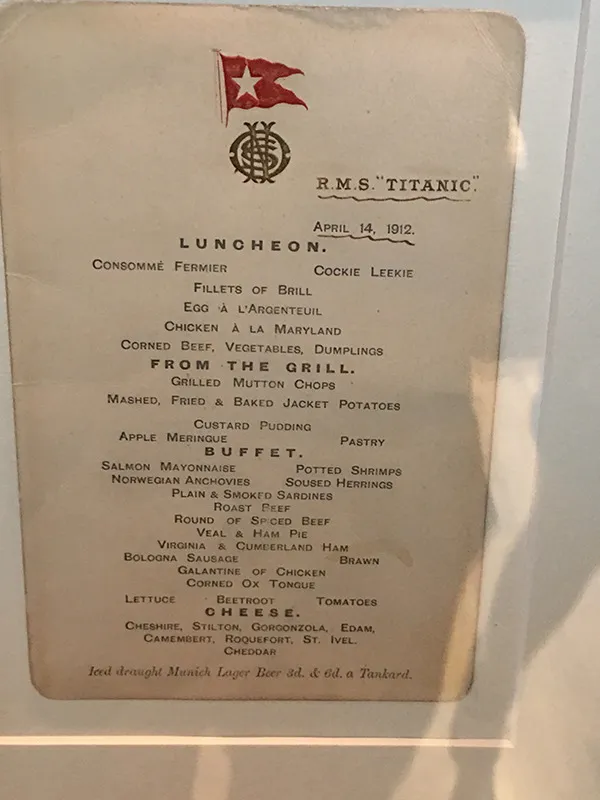 R.M.S. "TITANIC."
APRIL 14, 1912.
LUNCHEON.
CONSOMMÉ FERMIER COCKIE LEEKIE
FILLETS OF BRILL
EGG À L'ARGENTEUIL
CHICKEN À LA MARYLAND
CORNED BEEF, VEGETABLES, DUMPLINGS
FROM THE GRILL.
GRILLED MUTTON CHOPS
MASHED, FRIED & BAKED JACKET POTATOES
CUSTARD PUDDING
APPLE MERINGUE PASTRY
BUFFET.
SALMON MAYONNAISE POTTED SHRIMPS
NORWEGIAN ANCHOVIES SOUSED HERRINGS
PLAIN & SMOKED SARDINES
ROAST BEEF
ROUND OF SPICED BEEF
VEAL & HAM PIE
VIRGINIA & CUMBERLAND HAM
BOLOGNA SAUSAGE BRAWN
GALANTINE OF CHICKEN
CORNED OX TONGUE
LETTUCE BEETROOT TOMATOES
CHEESE.
CHESHIRE, STILTON, GORGONZOLA, EDAM,
CAMEMBERT, ROQUEFORT, ST. IVEL.
CHEDDAR
Iced draught Munich Lager Beer 3d. & 6d. a Tankard.